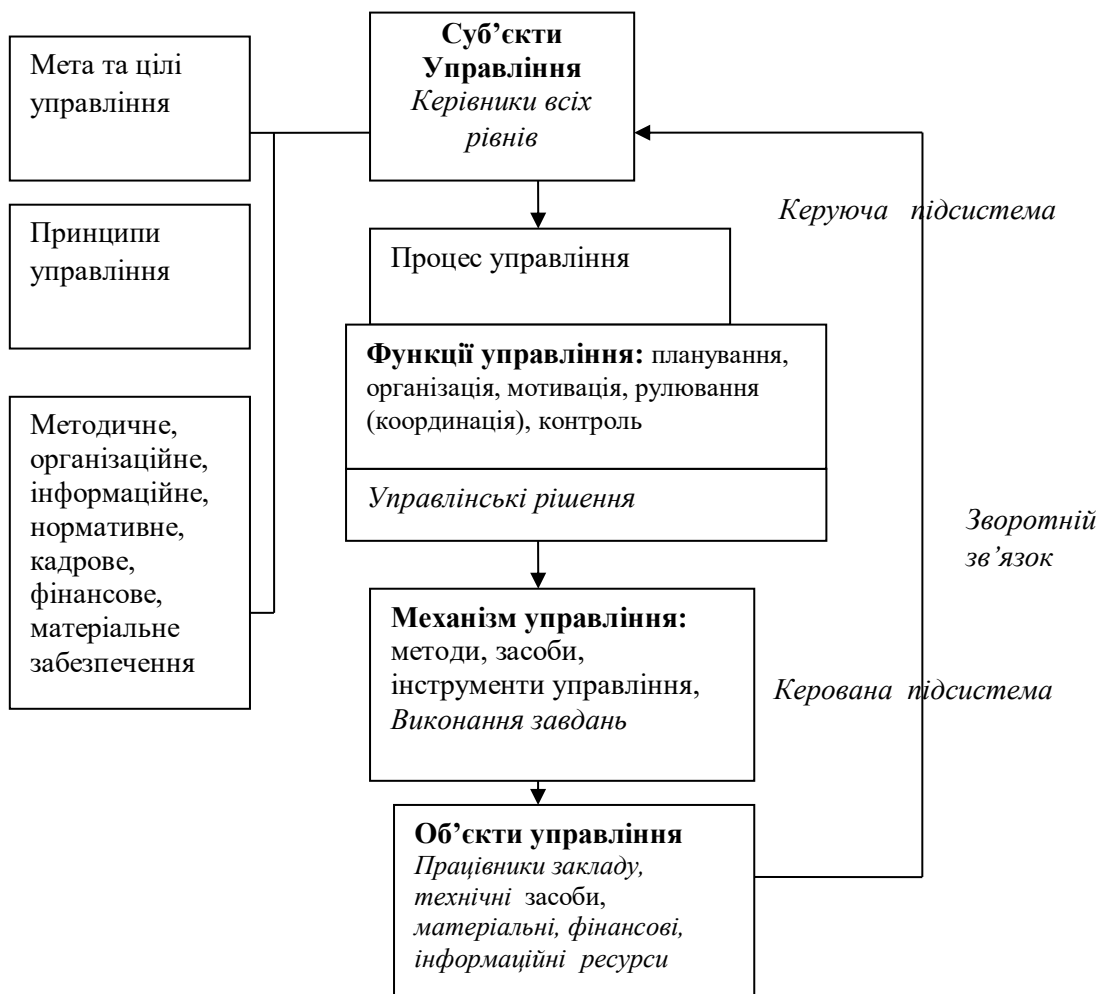 Мета та цілі
управління
Принципи
управління
Методичне,
організаційне,
інформаційне,
нормативне,
кадрове,
фінансове,
матеріальне
забезпечення
Суб’єкти
Управління
Керівники всіх
рівнів
Процес управління
Функції управління: планування,
організація, мотивація, рулювання
(координація), контроль
Управлінські рішення
Механізм управління:
методи, засоби,
інструменти управління,
Виконання завдань
Об’єкти управління
Працівники закладу,
технічні засоби,
матеріальні, фінансові,
інформаційні ресурси
Керуюча підсистема
Зворотній
зв’язок
Керована підсистема